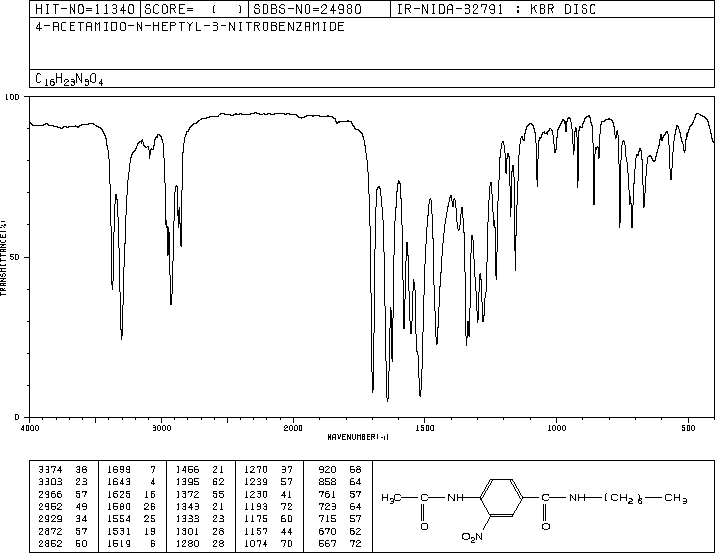 HIT-NO=11340 SCORE= ( ) SDBS-NO=24980 IR-NIDA-32791 : KBR DISC
4-ACETAMIDO-N-HEPTYL-3-NITROBENZAMIDE
C16H23N3O4
100
50
0
TRANSMITTANCE(%)
4000 3000 2000 1500 1000 500
WAVENUMBER(-1)
3374 38 1699 7 1456 21 1270 37 920 68
3303 23 1643 4 1395 62 1239 57 858 64
2966 57 1625 16 1372 55 1230 41 761 57
2952 49 1580 26 1343 21 1193 72 723 64
2929 34 1554 25 1333 23 1175 60 715 57
2872 57 1531 19 1301 28 1157 44 670 62
2852 50 1519 6 1280 28 1074 70 567 72
H3C C NH C NH (CH2)6 CH3
O O2N O